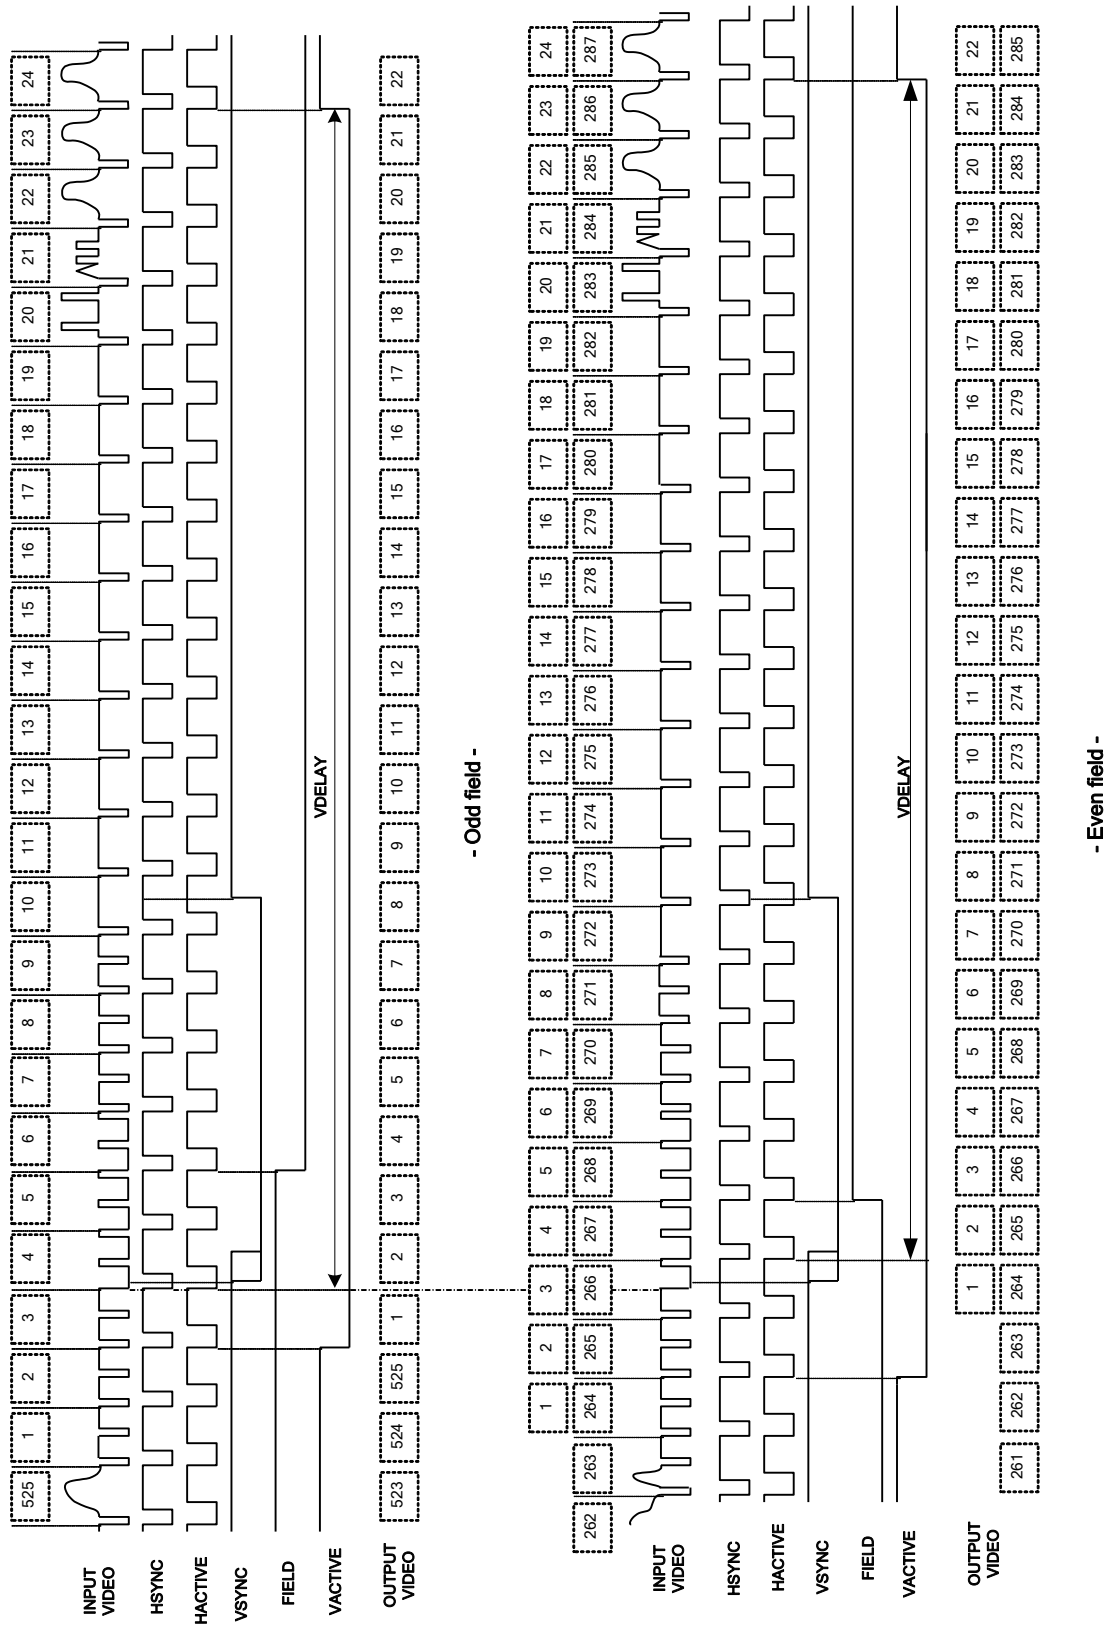 525 1 2 3 4 5 6 7 8 9 10 11 12 13 14 15 16 17 18 19 20 21 22 23 24
INPUT
VIDEO
HSYNC
HACTIVE
VSYNC
FIELD
VDELAY
VACTIVE
OUTPUT
VIDEO
523 524 525 1 2 3 4 5 6 7 8 9 10 11 12 13 14 15 16 17 18 19 20 21 22
- Odd field -
1 2 3 4 5 6 7 8 9 10 11 12 13 14 15 16 17 18 19 20 21 22 23 24
262 263 264 265 266 267 268 269 270 271 272 273 274 275 276 277 278 279 280 281 282 283 284 285 286 287
INPUT
VIDEO
HSYNC
HACTIVE
VSYNC
FIELD
VDELAY
VACTIVE
OUTPUT
VIDEO
1 2 3 4 5 6 7 8 9 10 11 12 13 14 15 16 17 18 19 20 21 22
261 262 263 264 265 266 267 268 269 270 271 272 273 274 275 276 277 278 279 280 281 282 283 284 285
- Even field -